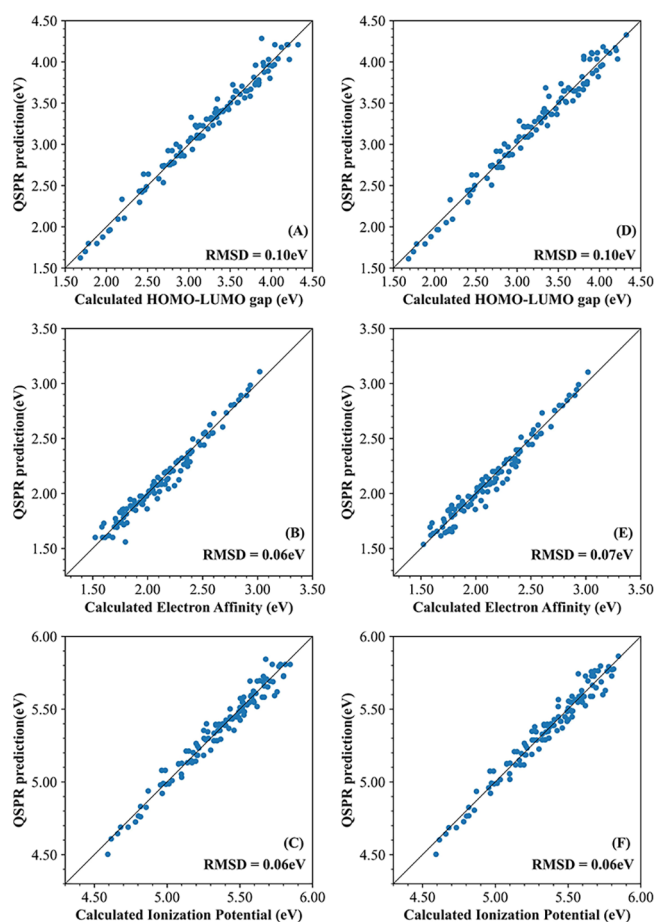 4.50 4.50
4.00 4.00
3.50 3.50
3.00 3.00
2.50 2.50
2.00 2.00
1.50 1.50
QSPR prediction(eV) QSPR prediction(eV)
(A) (D)
RMSD = 0.10eV RMSD = 0.10eV
1.50 2.00 2.50 3.00 3.50 4.00 4.50 1.50 2.00 2.50 3.00 3.50 4.00 4.50
Calculated HOMO-LUMO gap (eV) Calculated HOMO-LUMO gap (eV)
3.50 3.50
3.00 3.00
2.50 2.50
2.00 2.00
1.50 1.50
QSPR prediction(eV) QSPR prediction(eV)
(B) (E)
RMSD = 0.06eV RMSD = 0.07eV
1.50 2.00 2.50 3.00 3.50 1.50 2.00 2.50 3.00 3.50
Calculated Electron Affinity (eV) Calculated Electron Affinity (eV)
6.00 6.00
5.50 5.50
5.00 5.00
4.50 4.50
QSPR prediction(eV) QSPR prediction(eV)
(C) (F)
RMSD = 0.06eV RMSD = 0.06eV
4.50 5.00 5.50 6.00 4.50 5.00 5.50 6.00
Calculated Ionization Potential (eV) Calculated Ionization Potential (eV)